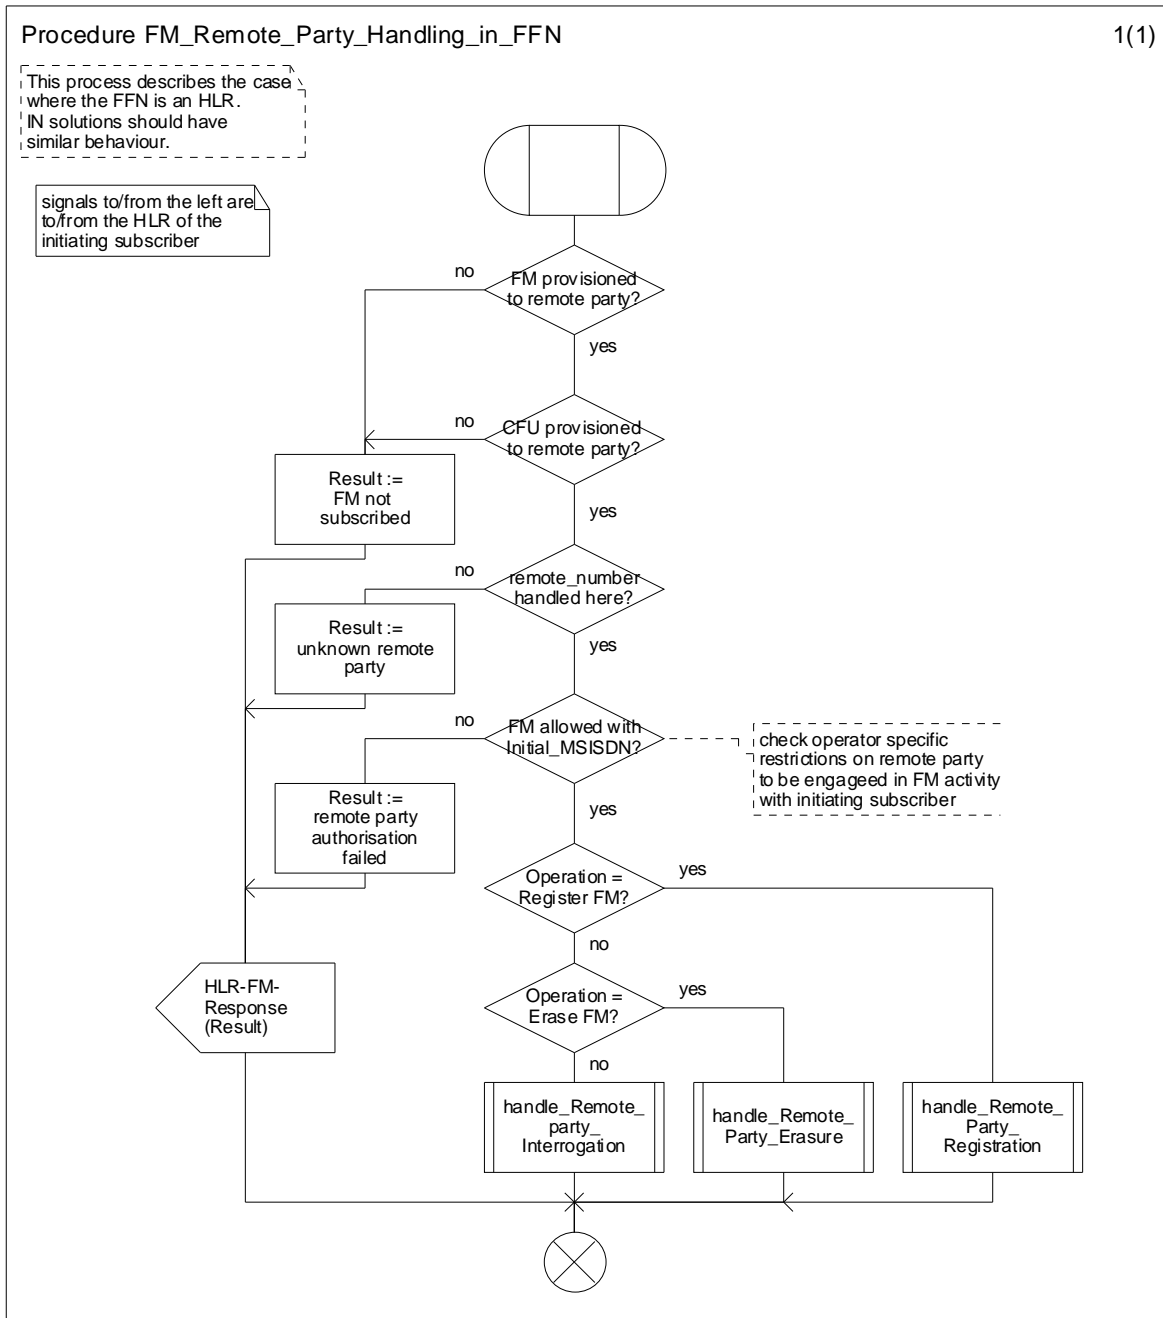 Procedure FM_Remote_Party_Handling_in_FFN
1(1)
This process describes the case
where the FFN is an HLR.
IN solutions should have
similar behaviour.
signals to/from the left are
to/from the HLR of the
initiating subscriber
no
FM provisioned
to remote party?
yes
no
CFU provisioned
to remote party?
Result :=
FM not
subscribed
yes
no
remote_number
handled here?
Result :=
unknown remote
party
yes
no
FM allowed with
Initial_MSISDN?
check operator specific
restrictions on remote party
to be engageed in FM activity
with initiating subscriber
Result :=
remote party
authorisation
failed
yes
Operation =
Register FM?
yes
no
HLR-FM-
Response
(Result)
Operation =
Erase FM?
yes
no
handle_Remote_
party_
Interrogation
handle_Remote_
Party_Erasure
handle_Remote_
Party_
Registration